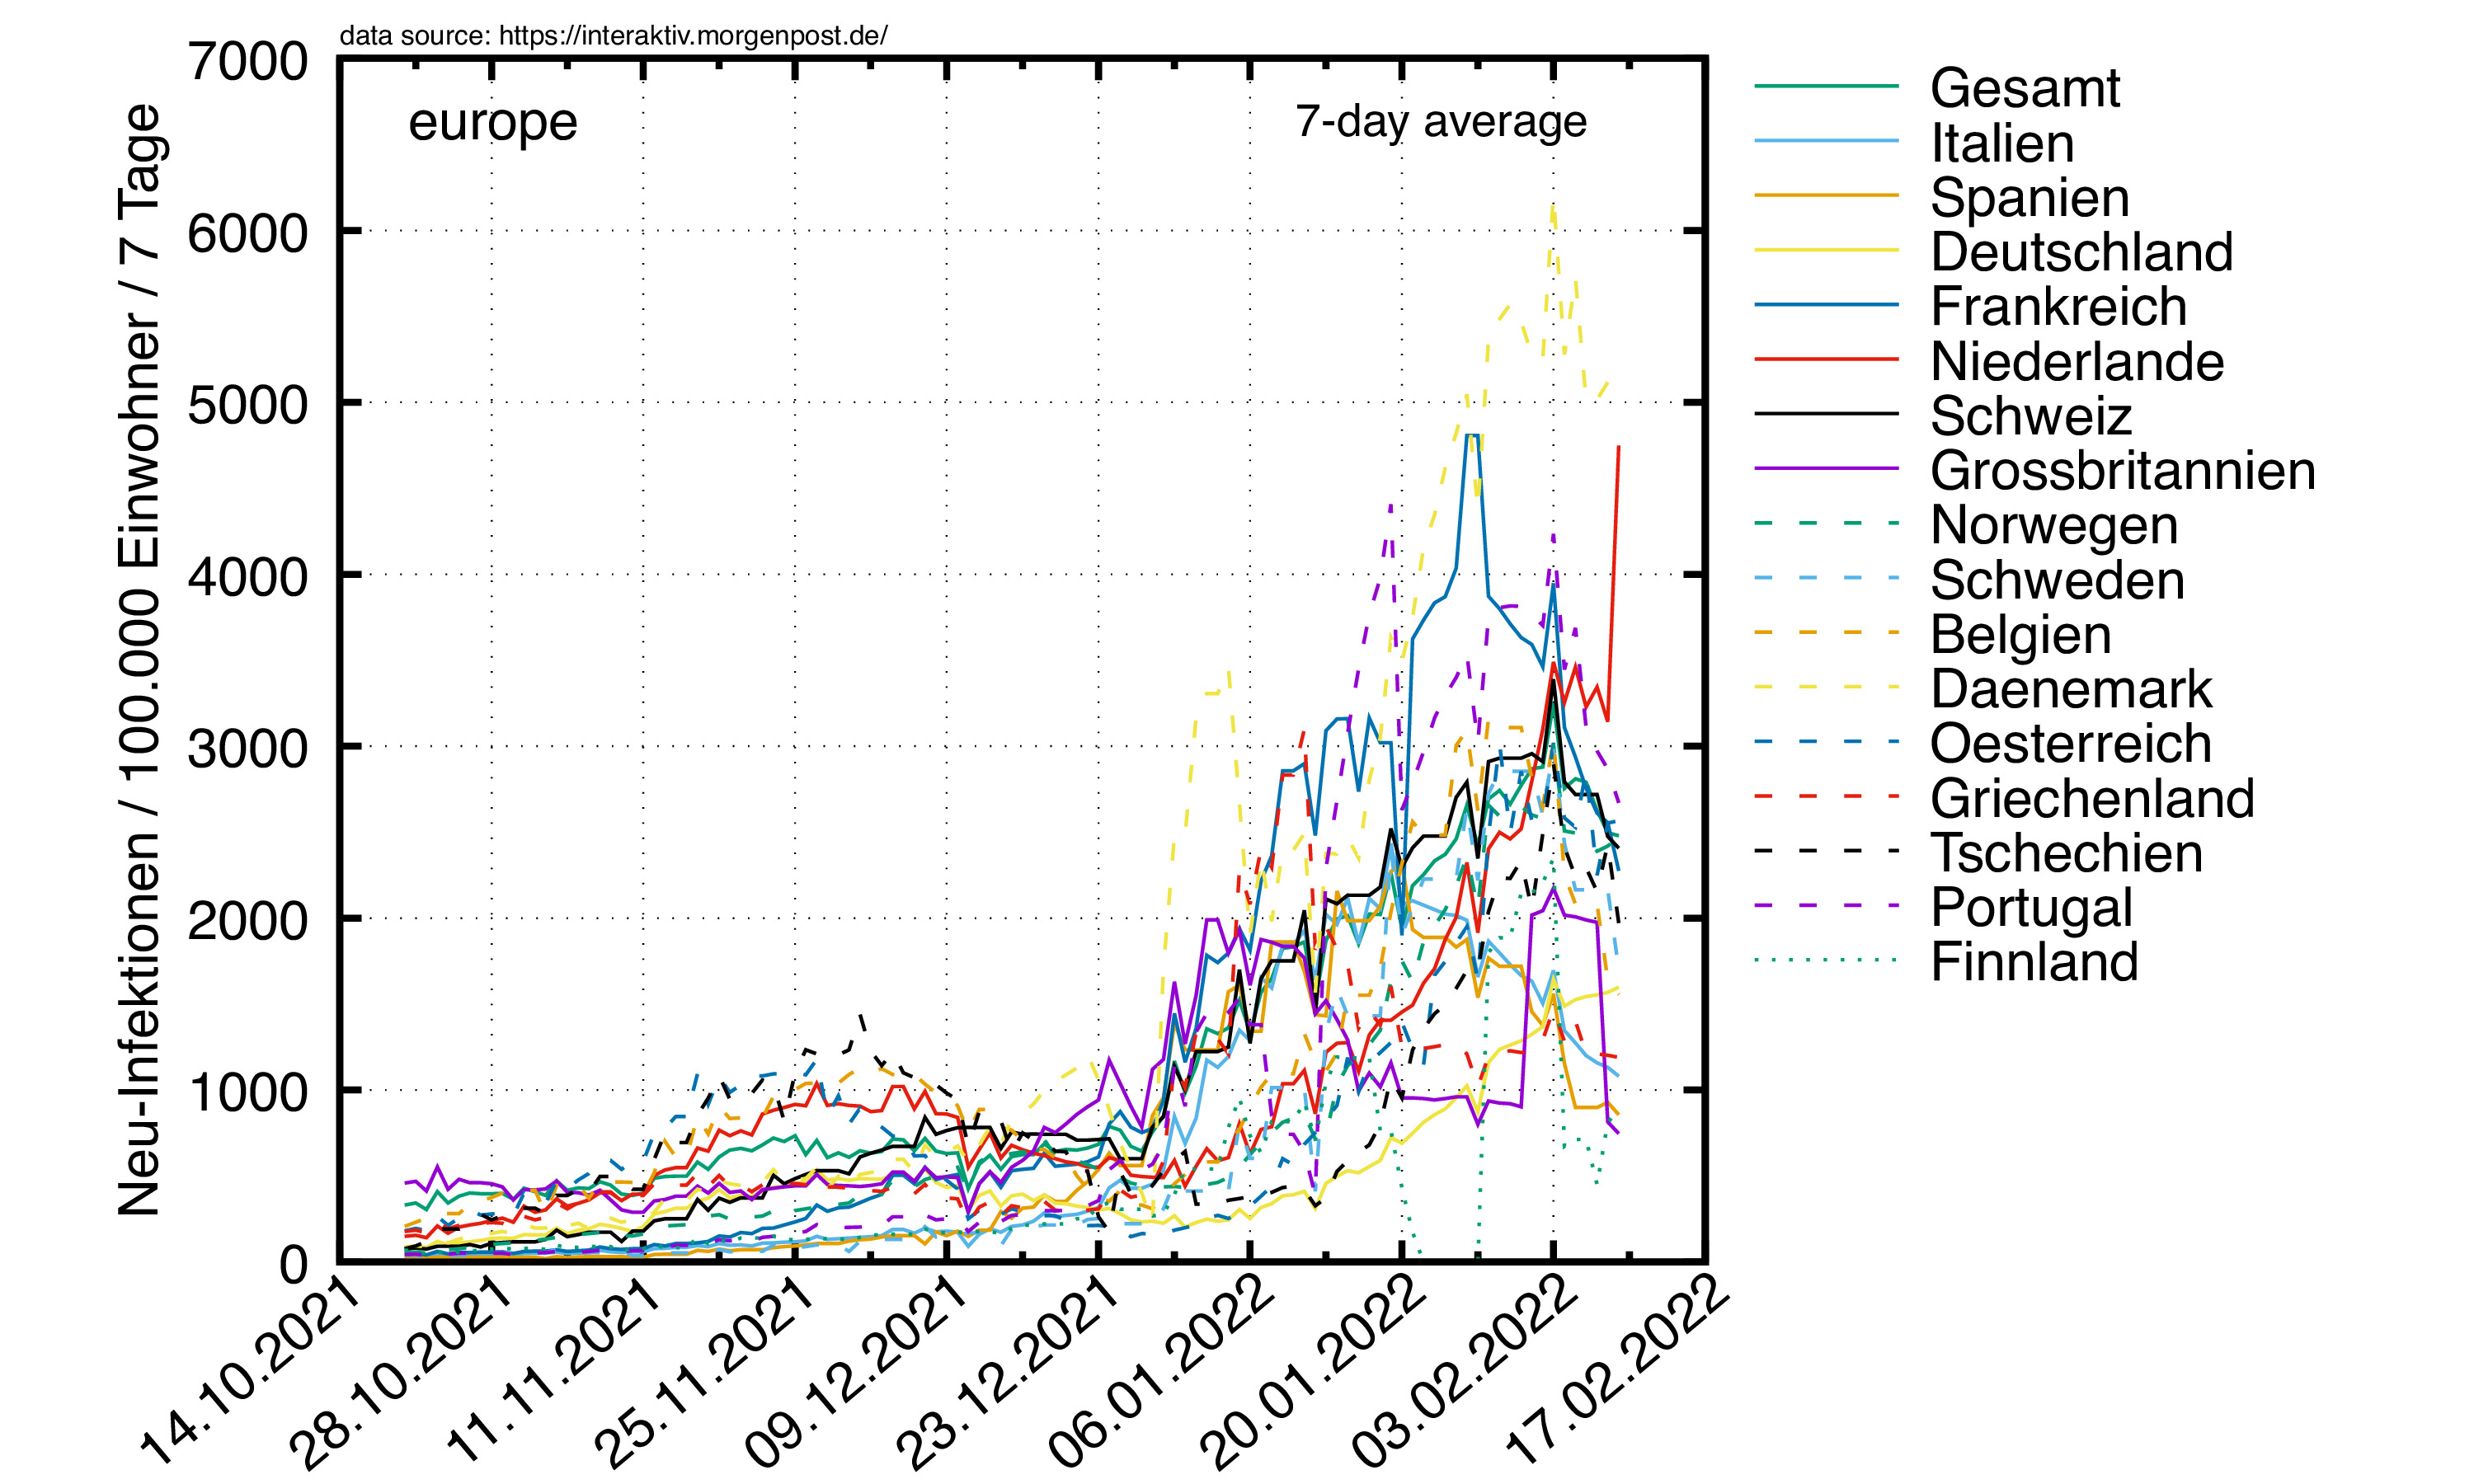 data source: https://interaktiv.morgenpost.de/
europe
7-day average
Neu-Infektionen / 100.000 Einwohner / 7 Tage
7000
6000
5000
4000
3000
2000
1000
0
14.10.2021
28.10.2021
11.11.2021
25.11.2021
09.12.2021
23.12.2021
06.01.2022
20.01.2022
03.02.2022
17.02.2022
Gesamt
Italien
Spanien
Deutschland
Frankreich
Niederlande
Schweiz
Grossbritannien
Norwegen
Schweden
Belgien
Daenemark
Oesterreich
Griechenland
Tschechien
Portugal
Finnland